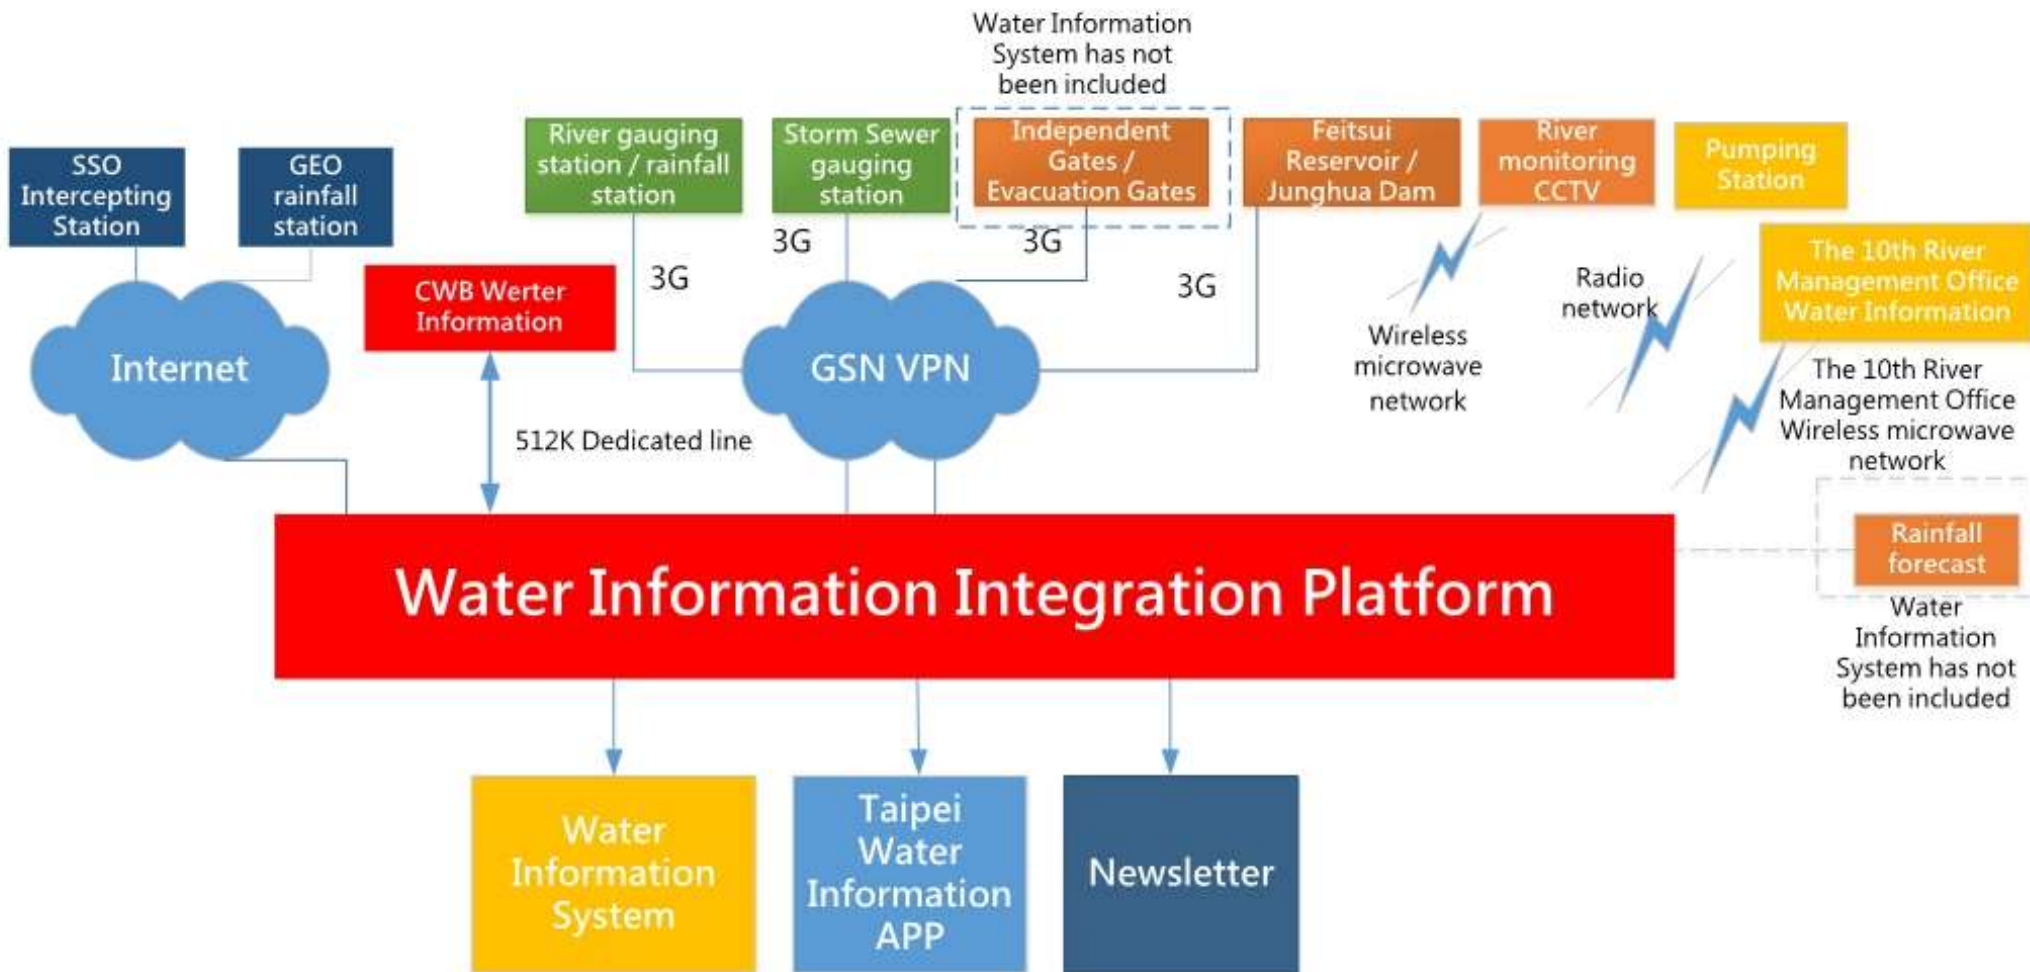 Water Information
System has not
been included
SSO
Intercepting
Station
GEO
rainfall
station
River gauging
station / rainfall
station
Storm Sewer
gauging
station
Independent
Gates /
Evacuation Gates
Feitsui
Reservoir /
Junghua Dam
River
monitoring
CCTV
Pumping
Station
The 10th River
Management Office
Water Information
CWB Werter
Information
3G
3G
3G
3G
Internet
GSN VPN
512K Dedicated line
Wireless
microwave
network
Radio
network
The 10th River
Management Office
Wireless microwave
network
Water Information Integration Platform
Rainfall
forecast
Water
Information
System has not
been included
Water
Information
System
Taipei
Water
Information
APP
Newsletter